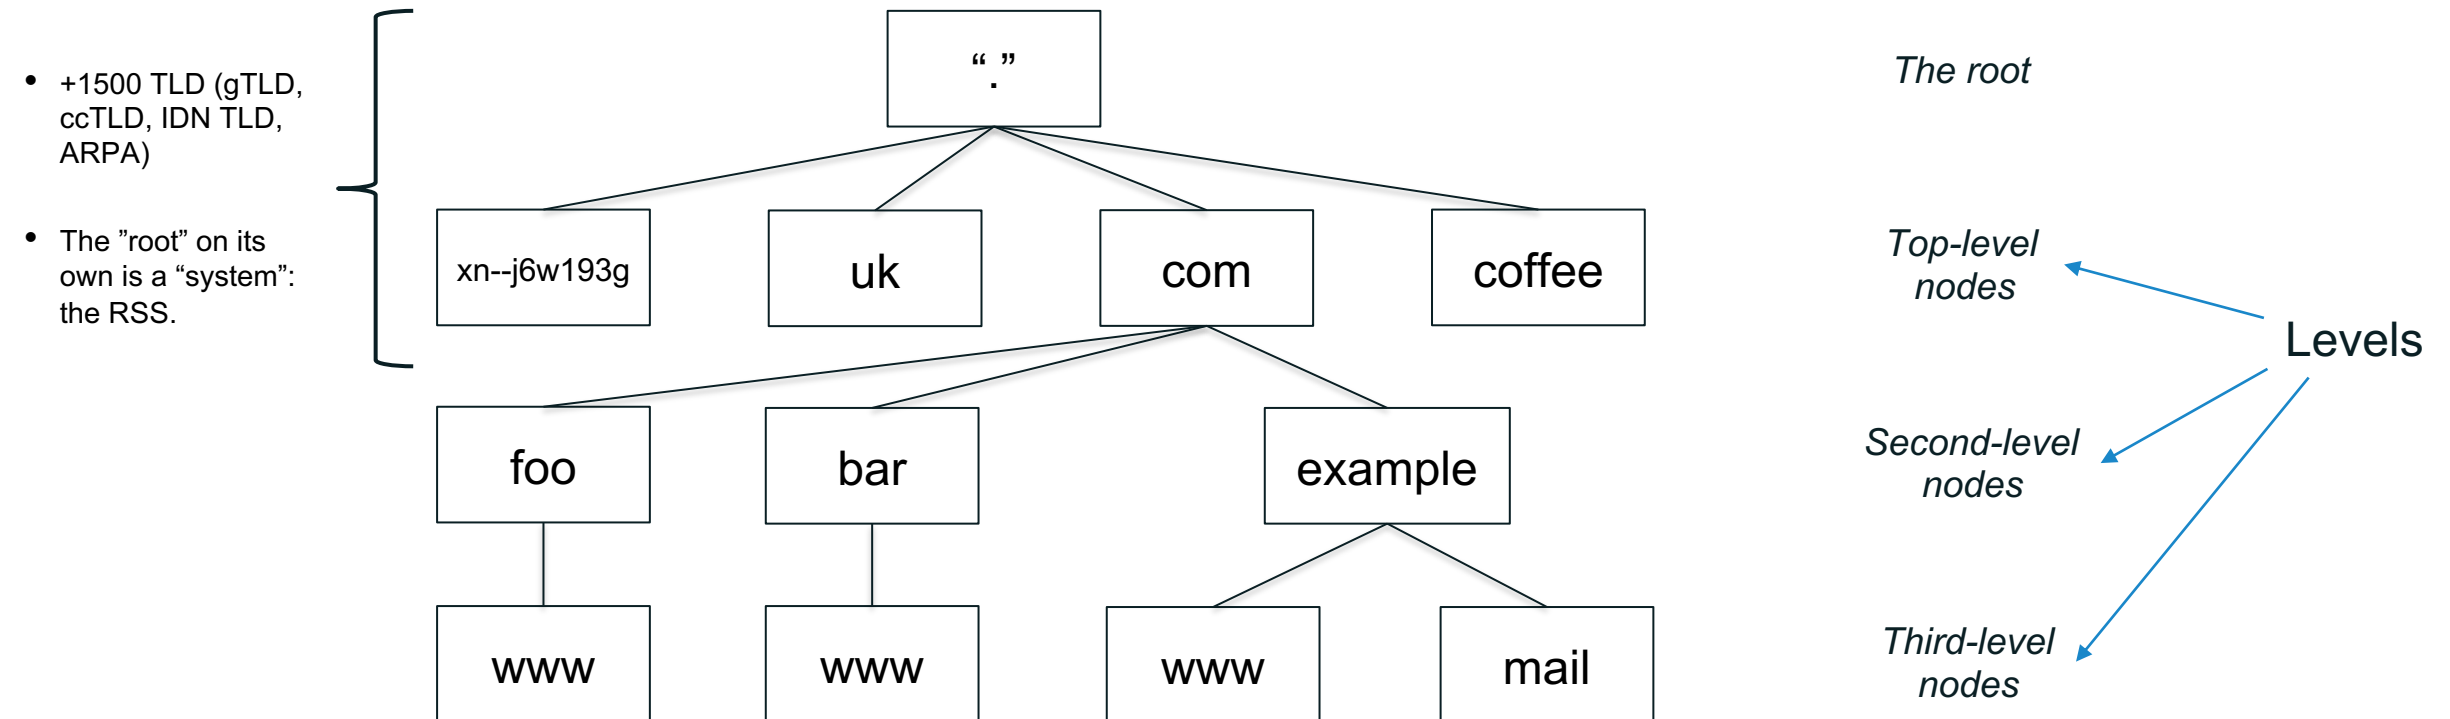 • +1500 TLD (gTLD,
ccTLD, IDN TLD,
ARPA)
• The ”root” on its
own is a “system”:
the RSS.
“.”
The root
xn--j6w193g
uk
com
coffee
Top-level
nodes
Levels
foo
bar
example
Second-level
nodes
www
www
www
mail
Third-level
nodes